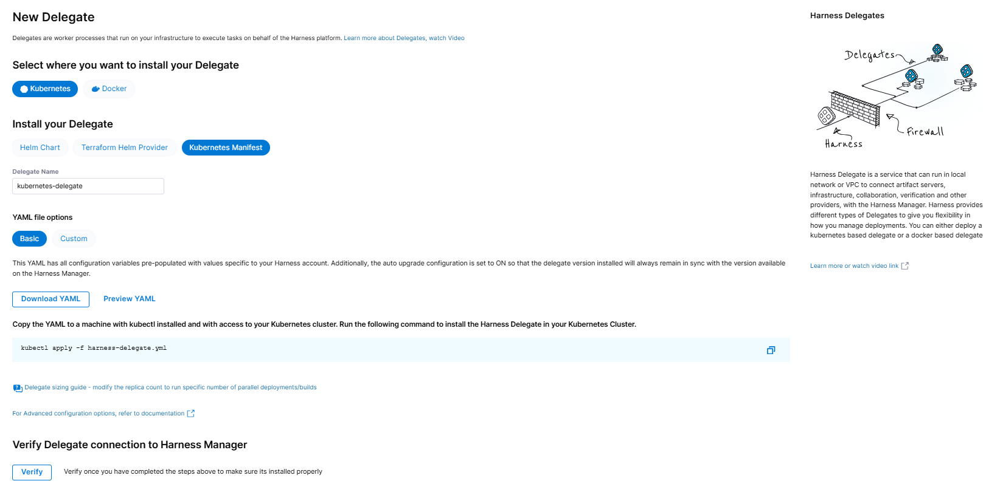 New Delegate
Delegates are worker processes that run on your infrastructure to execute tasks on behalf of the Harness platform. Learn more about Delegates, watch Video
Select where you want to install your Delegate
Kubernetes
Docker
Install your Delegate
Helm Chart
Terraform Helm Provider
Kubernetes Manifest
Delegate Name
kubernetes-delegate
YAML file options
Basic
Custom
This YAML has all configuration variables pre-populated with values specific to your Harness account. Additionally, the auto upgrade configuration is set to ON so that the delegate version installed will always remain in sync with the version available
on the Harness Manager.
Download YAML
Preview YAML
Copy the YAML to a machine with kubectl installed and with access to your Kubernetes cluster. Run the following command to install the Harness Delegate in your Kubernetes Cluster.
kubectl apply -f harness-delegate.yml
Delegate sizing guide - modify the replica count to run specific number of parallel deployments/builds
For Advanced configuration options, refer to documentation
Verify Delegate connection to Harness Manager
Verify
Verify once you have completed the steps above to make sure its installed properly
Harness Delegates
Delegates
Firewall
Harness
Harness Delegate is a service that can run in local
network or VPC to connect artifact servers,
infrastructure, collaboration, verification and other
providers, with the Harness Manager. Harness provides
different types of Delegates to give you flexibility in
how you manage deployments. You can either deploy a
kubernetes based delegate or a docker based delegate
Learn more or watch video link